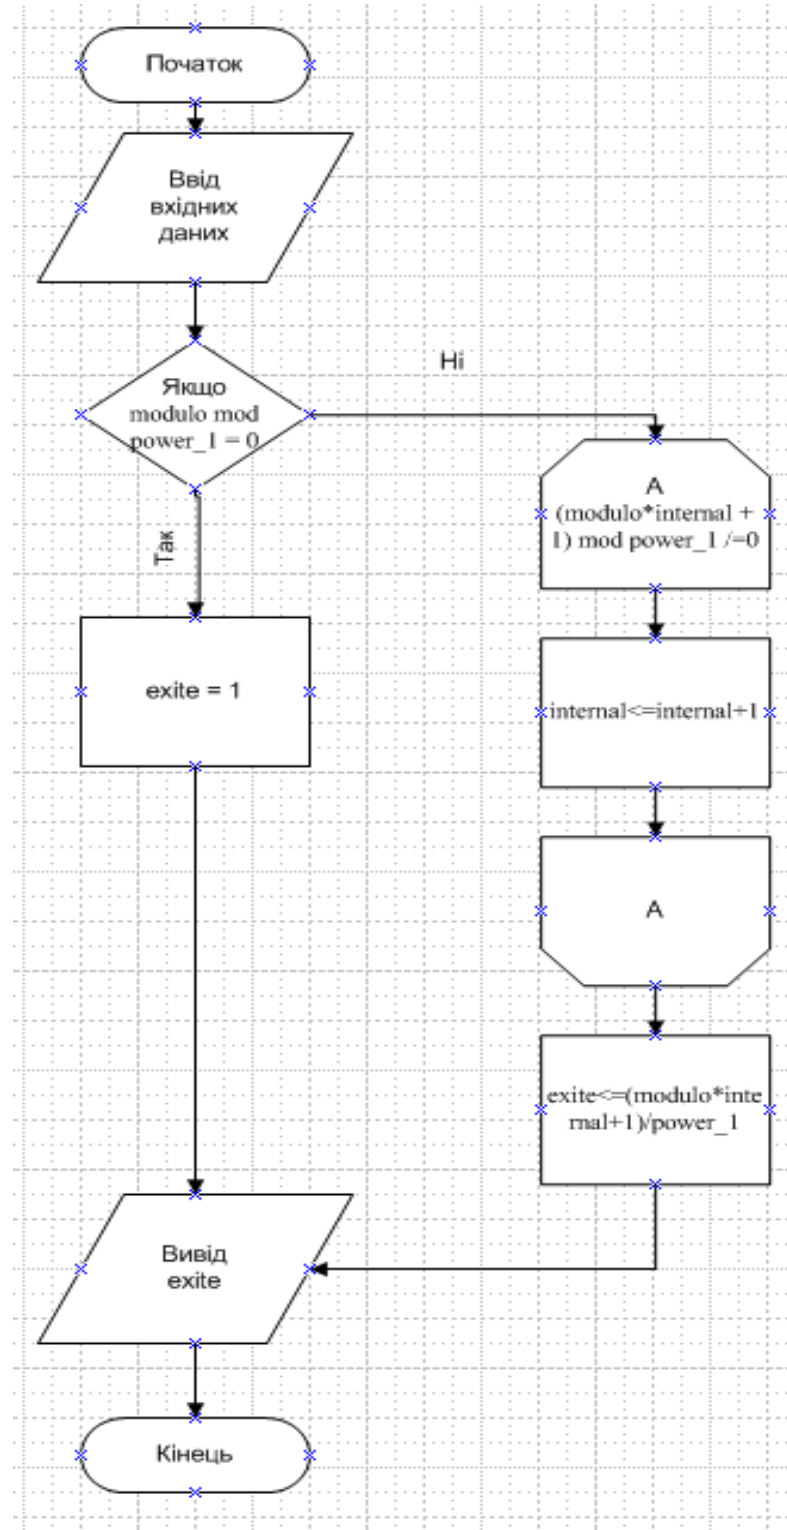 Початок
Ввід
вхідних
даних
Якщо
modulo mod
power_1 = 0
Ні
Так
А
(modulo*internal +
1) mod power_1 /=0
exite = 1
internal<=internal+1
А
exite<=(modulo*inte
rnal+1)/power_1
Вивід
exite
Кінець